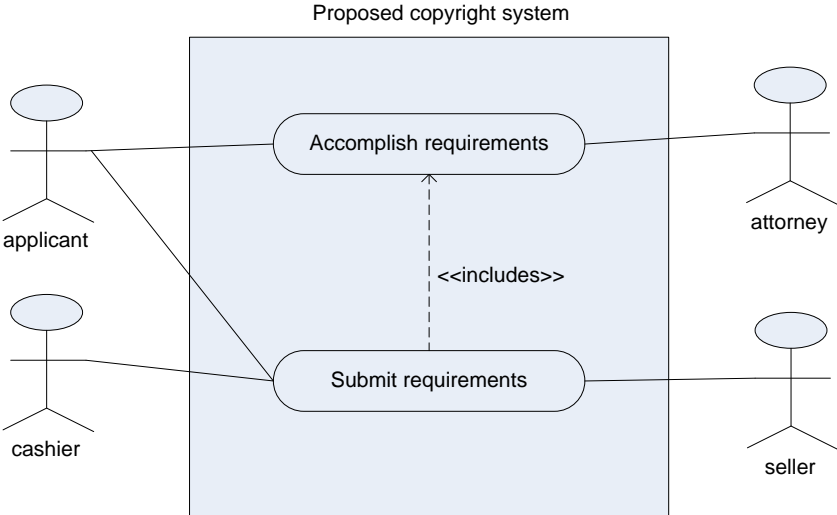 Proposed copyright system
Accomplish requirements
applicant
attorney
<<includes>>
Submit requirements
cashier
seller